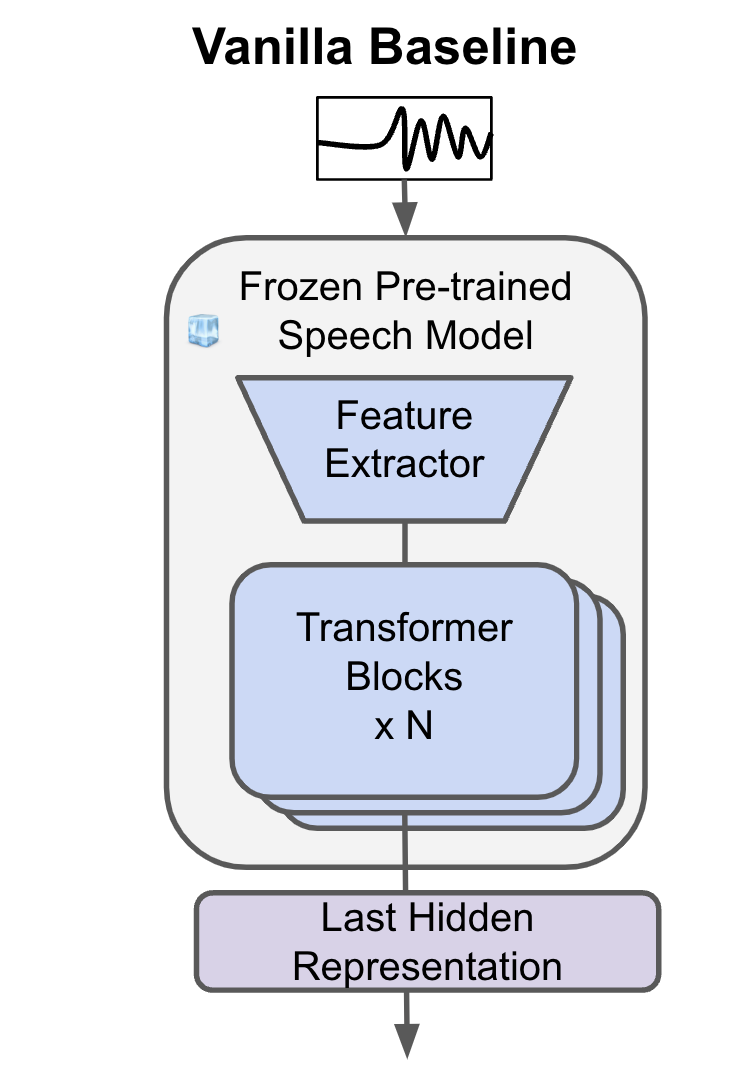 Vanilla Baseline
Frozen Pre-trained
Speech Model
Feature
Extractor
Transformer
Blocks
x N
Last Hidden
Representation